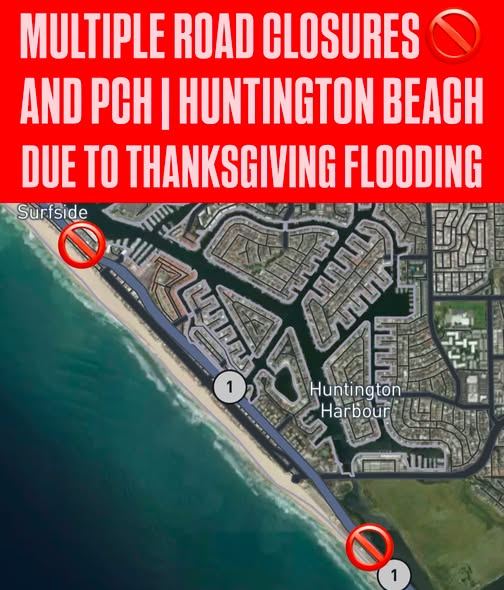 MULTIPLE ROAD CLOSURES
AND PCH | HUNTINGTON BEACH
DUE TO THANKSGIVING FLOODING
Surfside
1
Huntington
Harbour
1